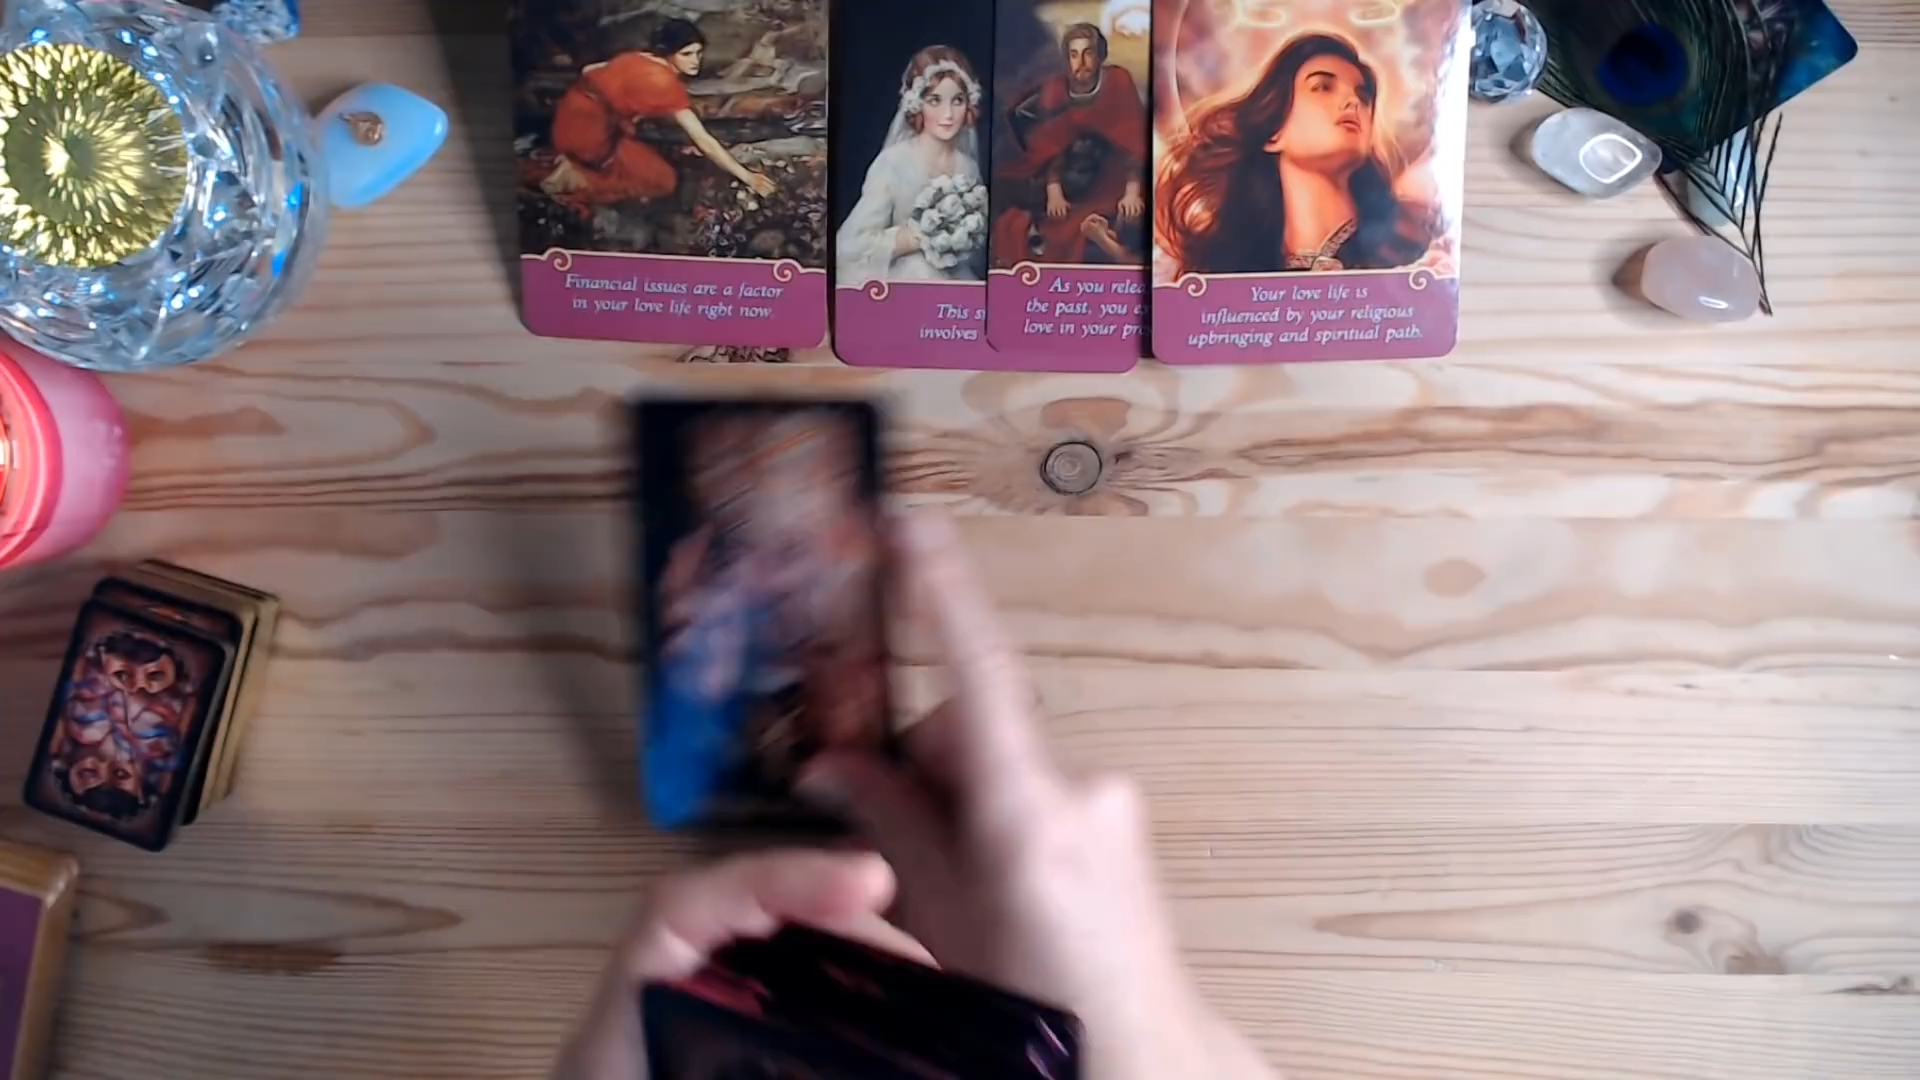 Financial issues are a factor
in your love life right now.
This
involves
As you
the past, you
love in your
Your love life is
influenced by your religious
upbringing and spiritual path.